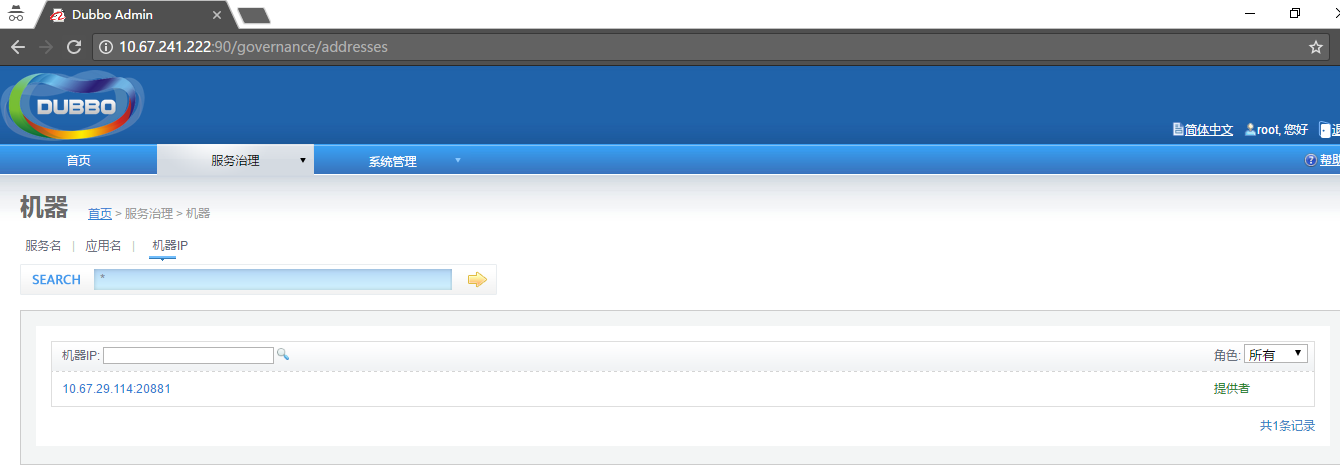 Dubbo Admin
10.67.241.222:90/governance/addresses
DUBBO
简体中文 root, 您好
首页 服务治理 系统管理 帮助
机器 首页 > 服务治理 > 机器
服务名 | 应用名 | 机器IP
SEARCH *
机器IP: 角色: 所有
10.67.29.114:20881 提供者
共1条记录